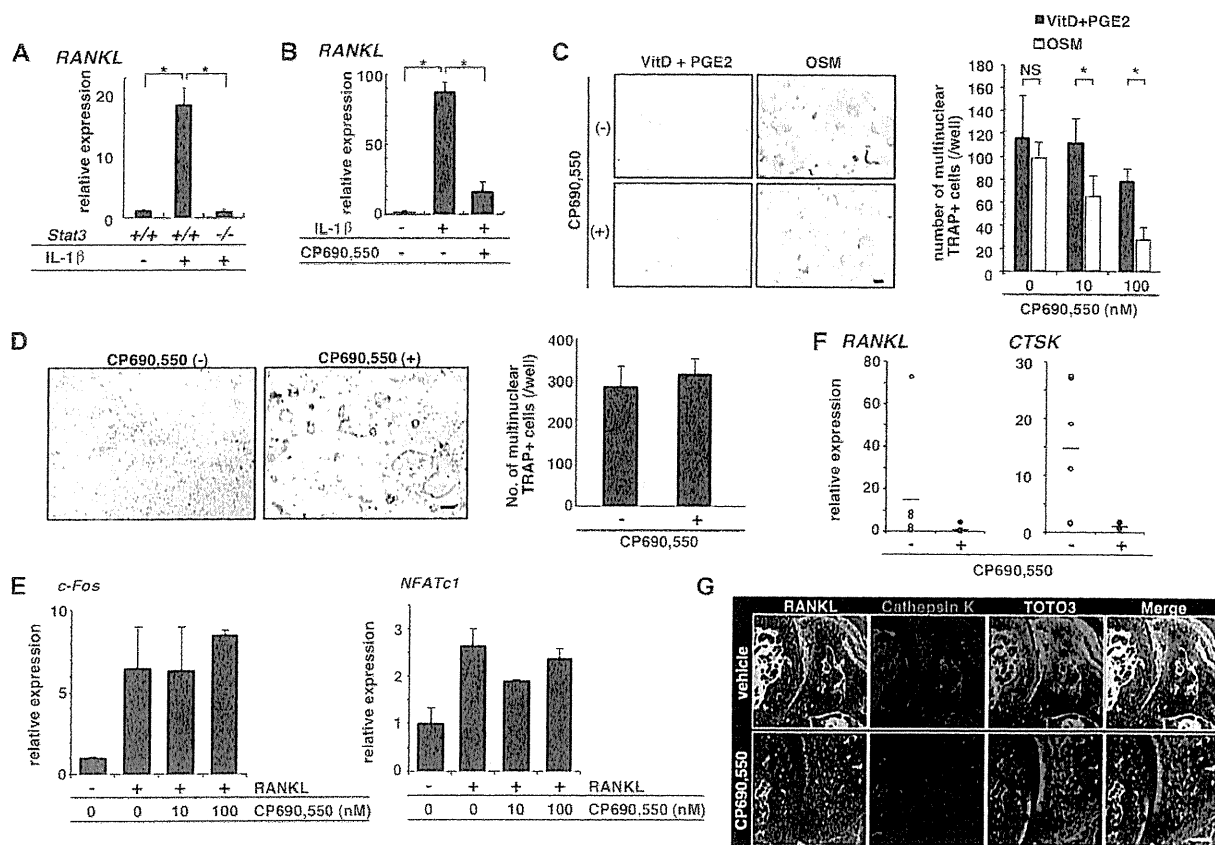 A
RANKL
relative expression
20
10
0
* *
Stat3 +/+ +/+ -/-
IL-1β - + +
B
RANKL
relative expression
100
50
0
* *
IL-1β - + +
CP690,550 - - +
C
VitD + PGE2 OSM
CP690,550
(-)
(+)
VitD+PGE2
OSM
number of multinuclear TRAP+ cells (/well)
180
160
140
120
100
80
60
40
20
0
NS * *
0 10 100
CP690,550 (nM)
D
CP690,550 (-) CP690,550 (+)
No. of multinuclear TRAP+ cells (/well)
400
300
200
100
0
- +
CP690,550
F
RANKL CTSK
relative expression
80
60
40
20
0
30
20
10
0
- + - +
CP690,550
E
c-Fos
relative expression
10
5
0
- + + + RANKL
0 0 10 100 CP690,550 (nM)
NFATc1
relative expression
3
2
1
0
- + + + RANKL
0 0 10 100 CP690,550 (nM)
G
RANKL Cathepsin K TOTO3 Merge
vehicle
CP690,550